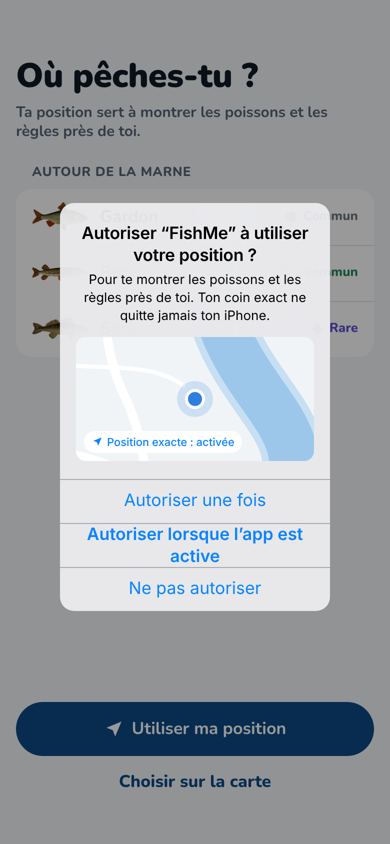 Où pêches-tu ?
Ta position sert à montrer les poissons et les
règles près de toi.
AUTOUR DE LA MARNE
Gardon
Commun
Autoriser “FishMe” à utiliser
votre position ?
Pour te montrer les poissons et les
règles près de toi. Ton coin exact ne
quitte jamais ton iPhone.
Rare
Position exacte : activée
Autoriser une fois
Autoriser lorsque l’app est
active
Ne pas autoriser
Utiliser ma position
Choisir sur la carte